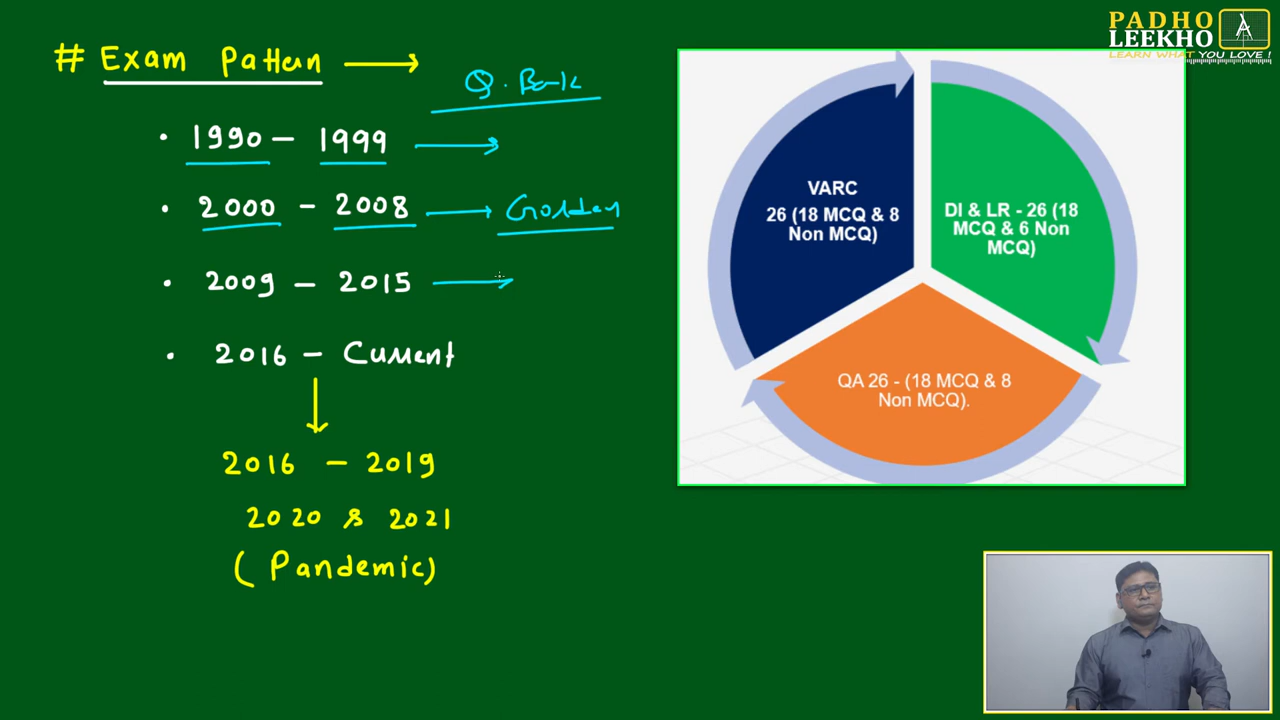 # Exam Pattern
Q. Bank
• 1990 – 1999
• 2000 – 2008 Golden
• 2009 – 2015
• 2016 – Current
2016 – 2019
2020 & 2021
(Pandemic)
VARC
26 (18 MCQ & 8
Non MCQ)
DI & LR - 26 (18
MCQ & 6 Non
MCQ)
QA 26 - (18 MCQ & 8
Non MCQ).
PADHO
LEEKHO
LEARN WHAT YOU LOVE !